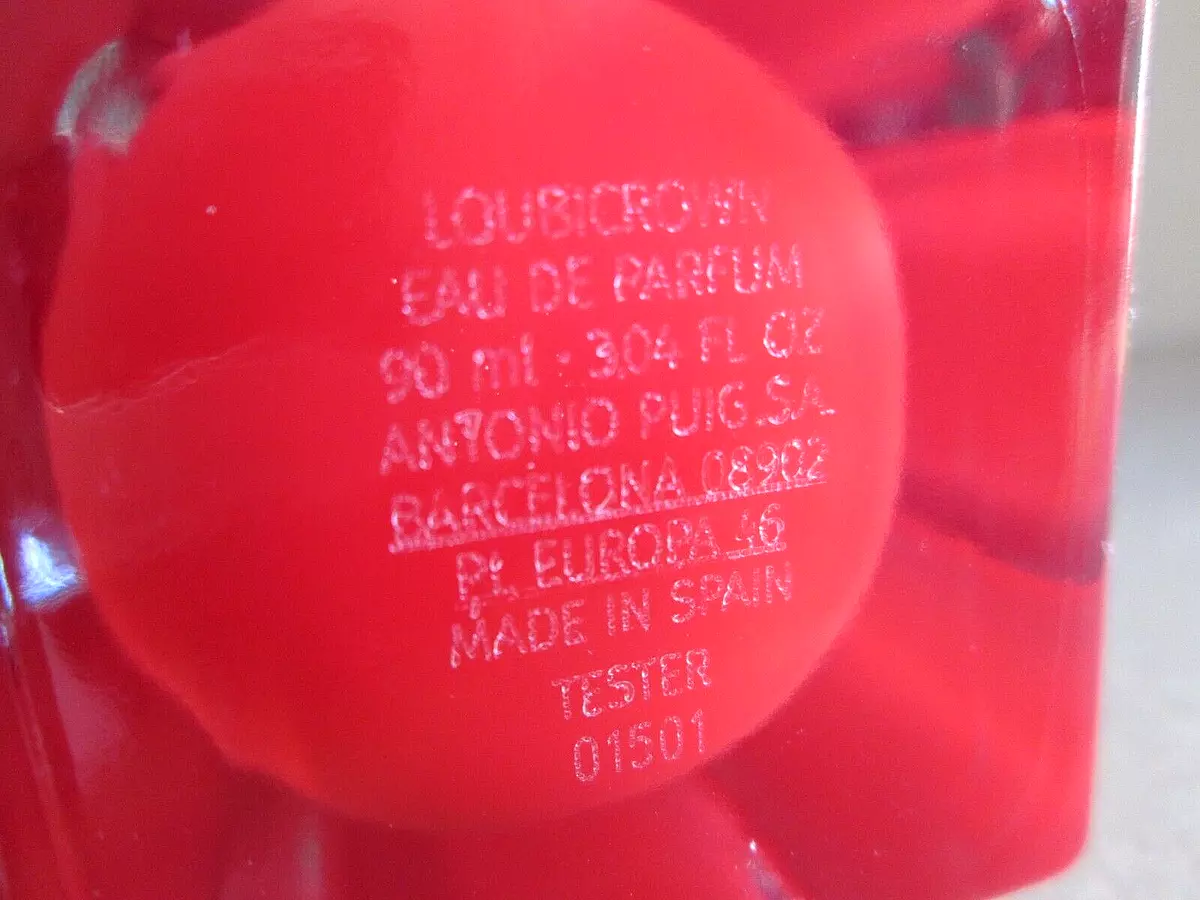 LOUBICROWN
EAU DE PARFUM
90 ml · 3.04 FL OZ
ANTONIO PUIG.S.A.
BARCELONA 08902
Pl. EUROPA 46
MADE IN SPAIN
TESTER
01501